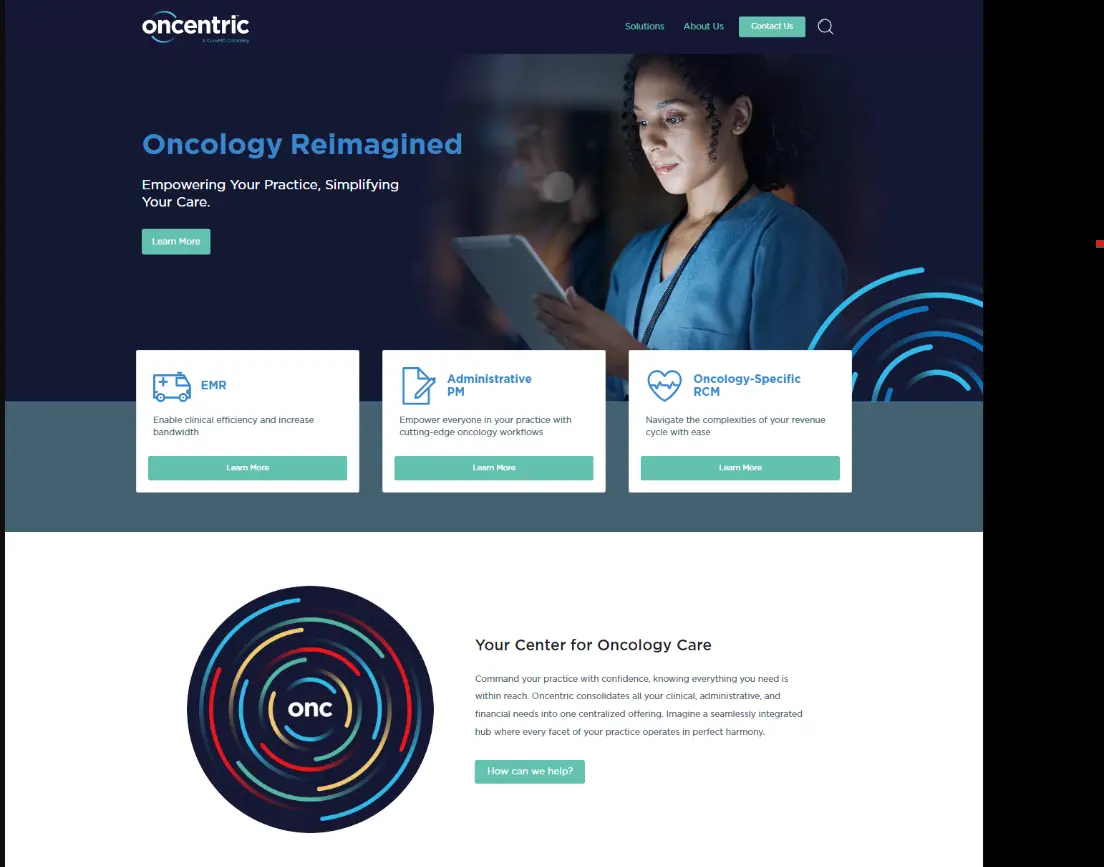 oncentric
A CureMD Company
Solutions
About Us
Contact Us
Oncology Reimagined
Empowering Your Practice, Simplifying
Your Care.
Learn More
EMR
Enable clinical efficiency and increase
bandwidth
Learn More
Administrative
PM
Empower everyone in your practice with
cutting-edge oncology workflows
Learn More
Oncology-Specific
RCM
Navigate the complexities of your revenue
cycle with ease
Learn More
onc
Your Center for Oncology Care
Command your practice with confidence, knowing everything you need is
within reach. Oncentric consolidates all your clinical, administrative, and
financial needs into one centralized offering. Imagine a seamlessly integrated
hub where every facet of your practice operates in perfect harmony.
How can we help?